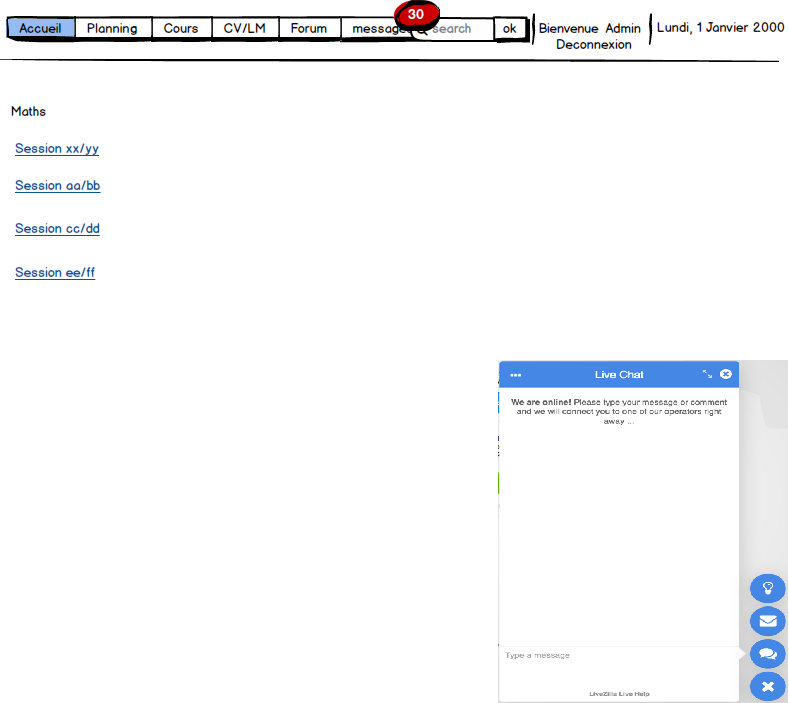 Accueil Planning Cours CV/LM Forum messages 30 search ok
Bienvenue Admin
Deconnexion
Lundi, 1 Janvier 2000
Maths
Session xx/yy
Session aa/bb
Session cc/dd
Session ee/ff
Live Chat
We are online! Please type your message or comment
and we will connect you to one of our operators right
away ...
Type a message
LiveZilla Live Help